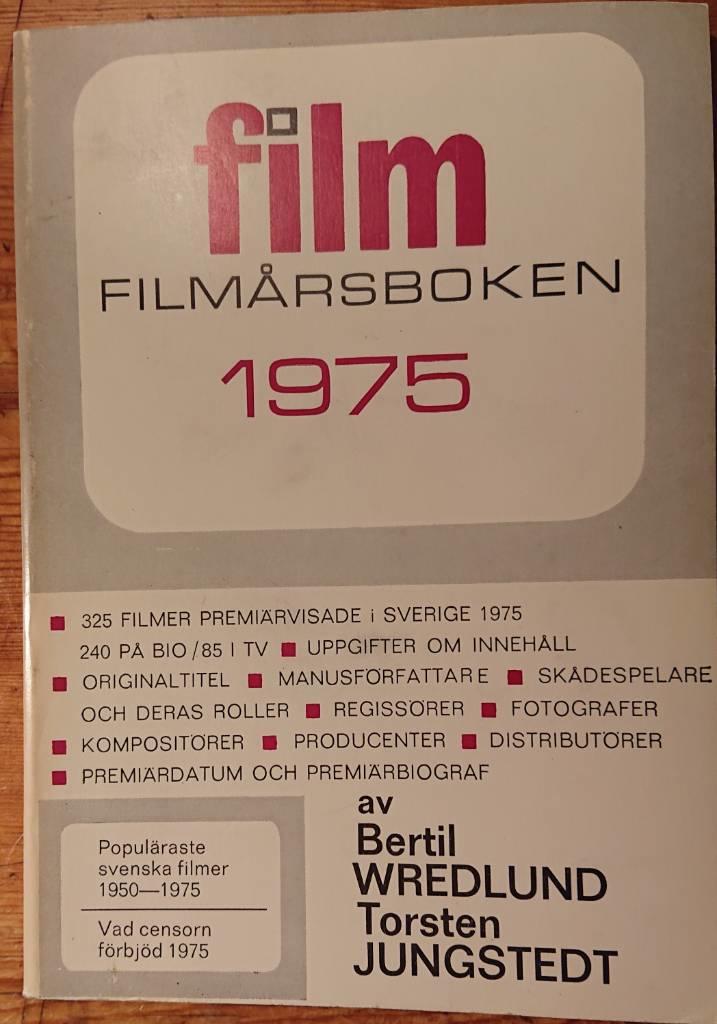 film
FILMÅRSBOKEN
1975
■ 325 FILMER PREMIÄRVISADE i SVERIGE 1975
240 PÅ BIO/85 I TV ■ UPPGIFTER OM INNEHÅLL
■ ORIGINALTITEL ■ MANUSFÖRFATTARE ■ SKÅDESPELARE
OCH DERAS ROLLER ■ REGISSÖRER ■ FOTOGRAFER
■ KOMPOSITÖRER ■ PRODUCENTER ■ DISTRIBUTÖRER
■ PREMIÄRDATUM OCH PREMIÄRBIOGRAF
av
Bertil
WREDLUND
Torsten
JUNGSTEDT
Populäraste
svenska filmer
1950—1975
Vad censorn
förbjöd 1975